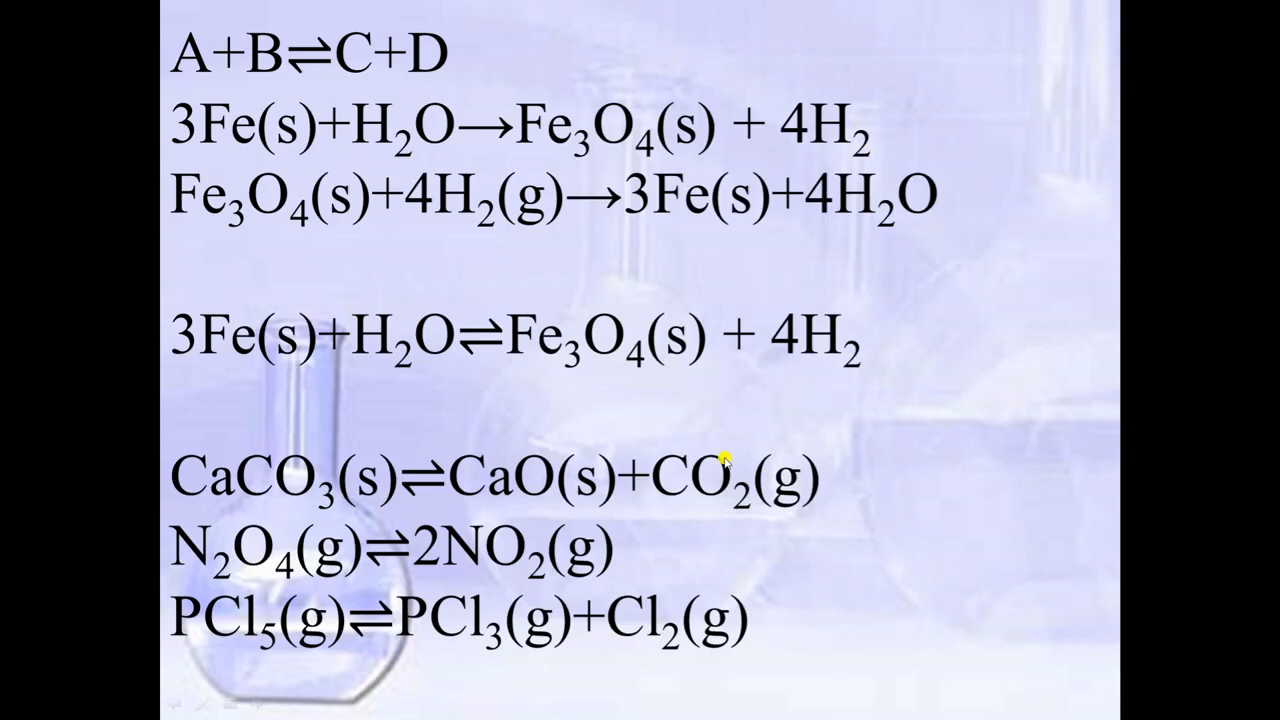 A+B⇌C+D
3Fe(s)+H₂O→Fe₃O₄(s) + 4H₂
Fe₃O₄(s)+4H₂(g)→3Fe(s)+4H₂O
3Fe(s)+H₂O⇌Fe₃O₄(s) + 4H₂
CaCO₃(s)⇌CaO(s)+CO₂(g)
N₂O₄(g)⇌2NO₂(g)
PCl₅(g)⇌PCl₃(g)+Cl₂(g)